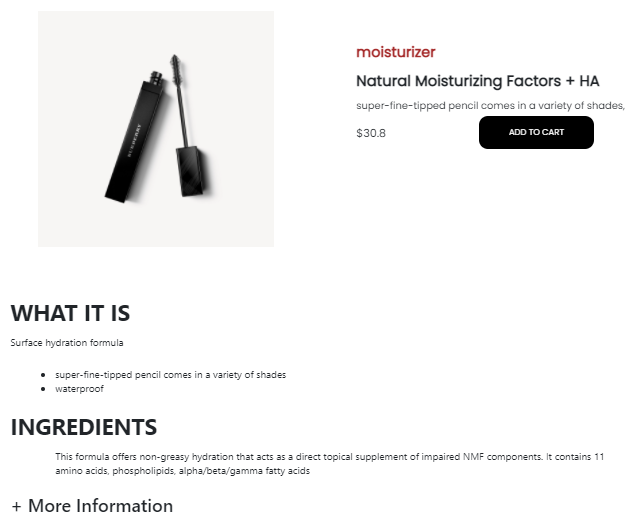 BURBERRY
moisturizer
Natural Moisturizing Factors + HA
super-fine-tipped pencil comes in a variety of shades,
$30.8
ADD TO CART
WHAT IT IS
Surface hydration formula
super-fine-tipped pencil comes in a variety of shades
waterproof
INGREDIENTS
This formula offers non-greasy hydration that acts as a direct topical supplement of impaired NMF components. It contains 11
amino acids, phospholipids, alpha/beta/gamma fatty acids
+ More Information